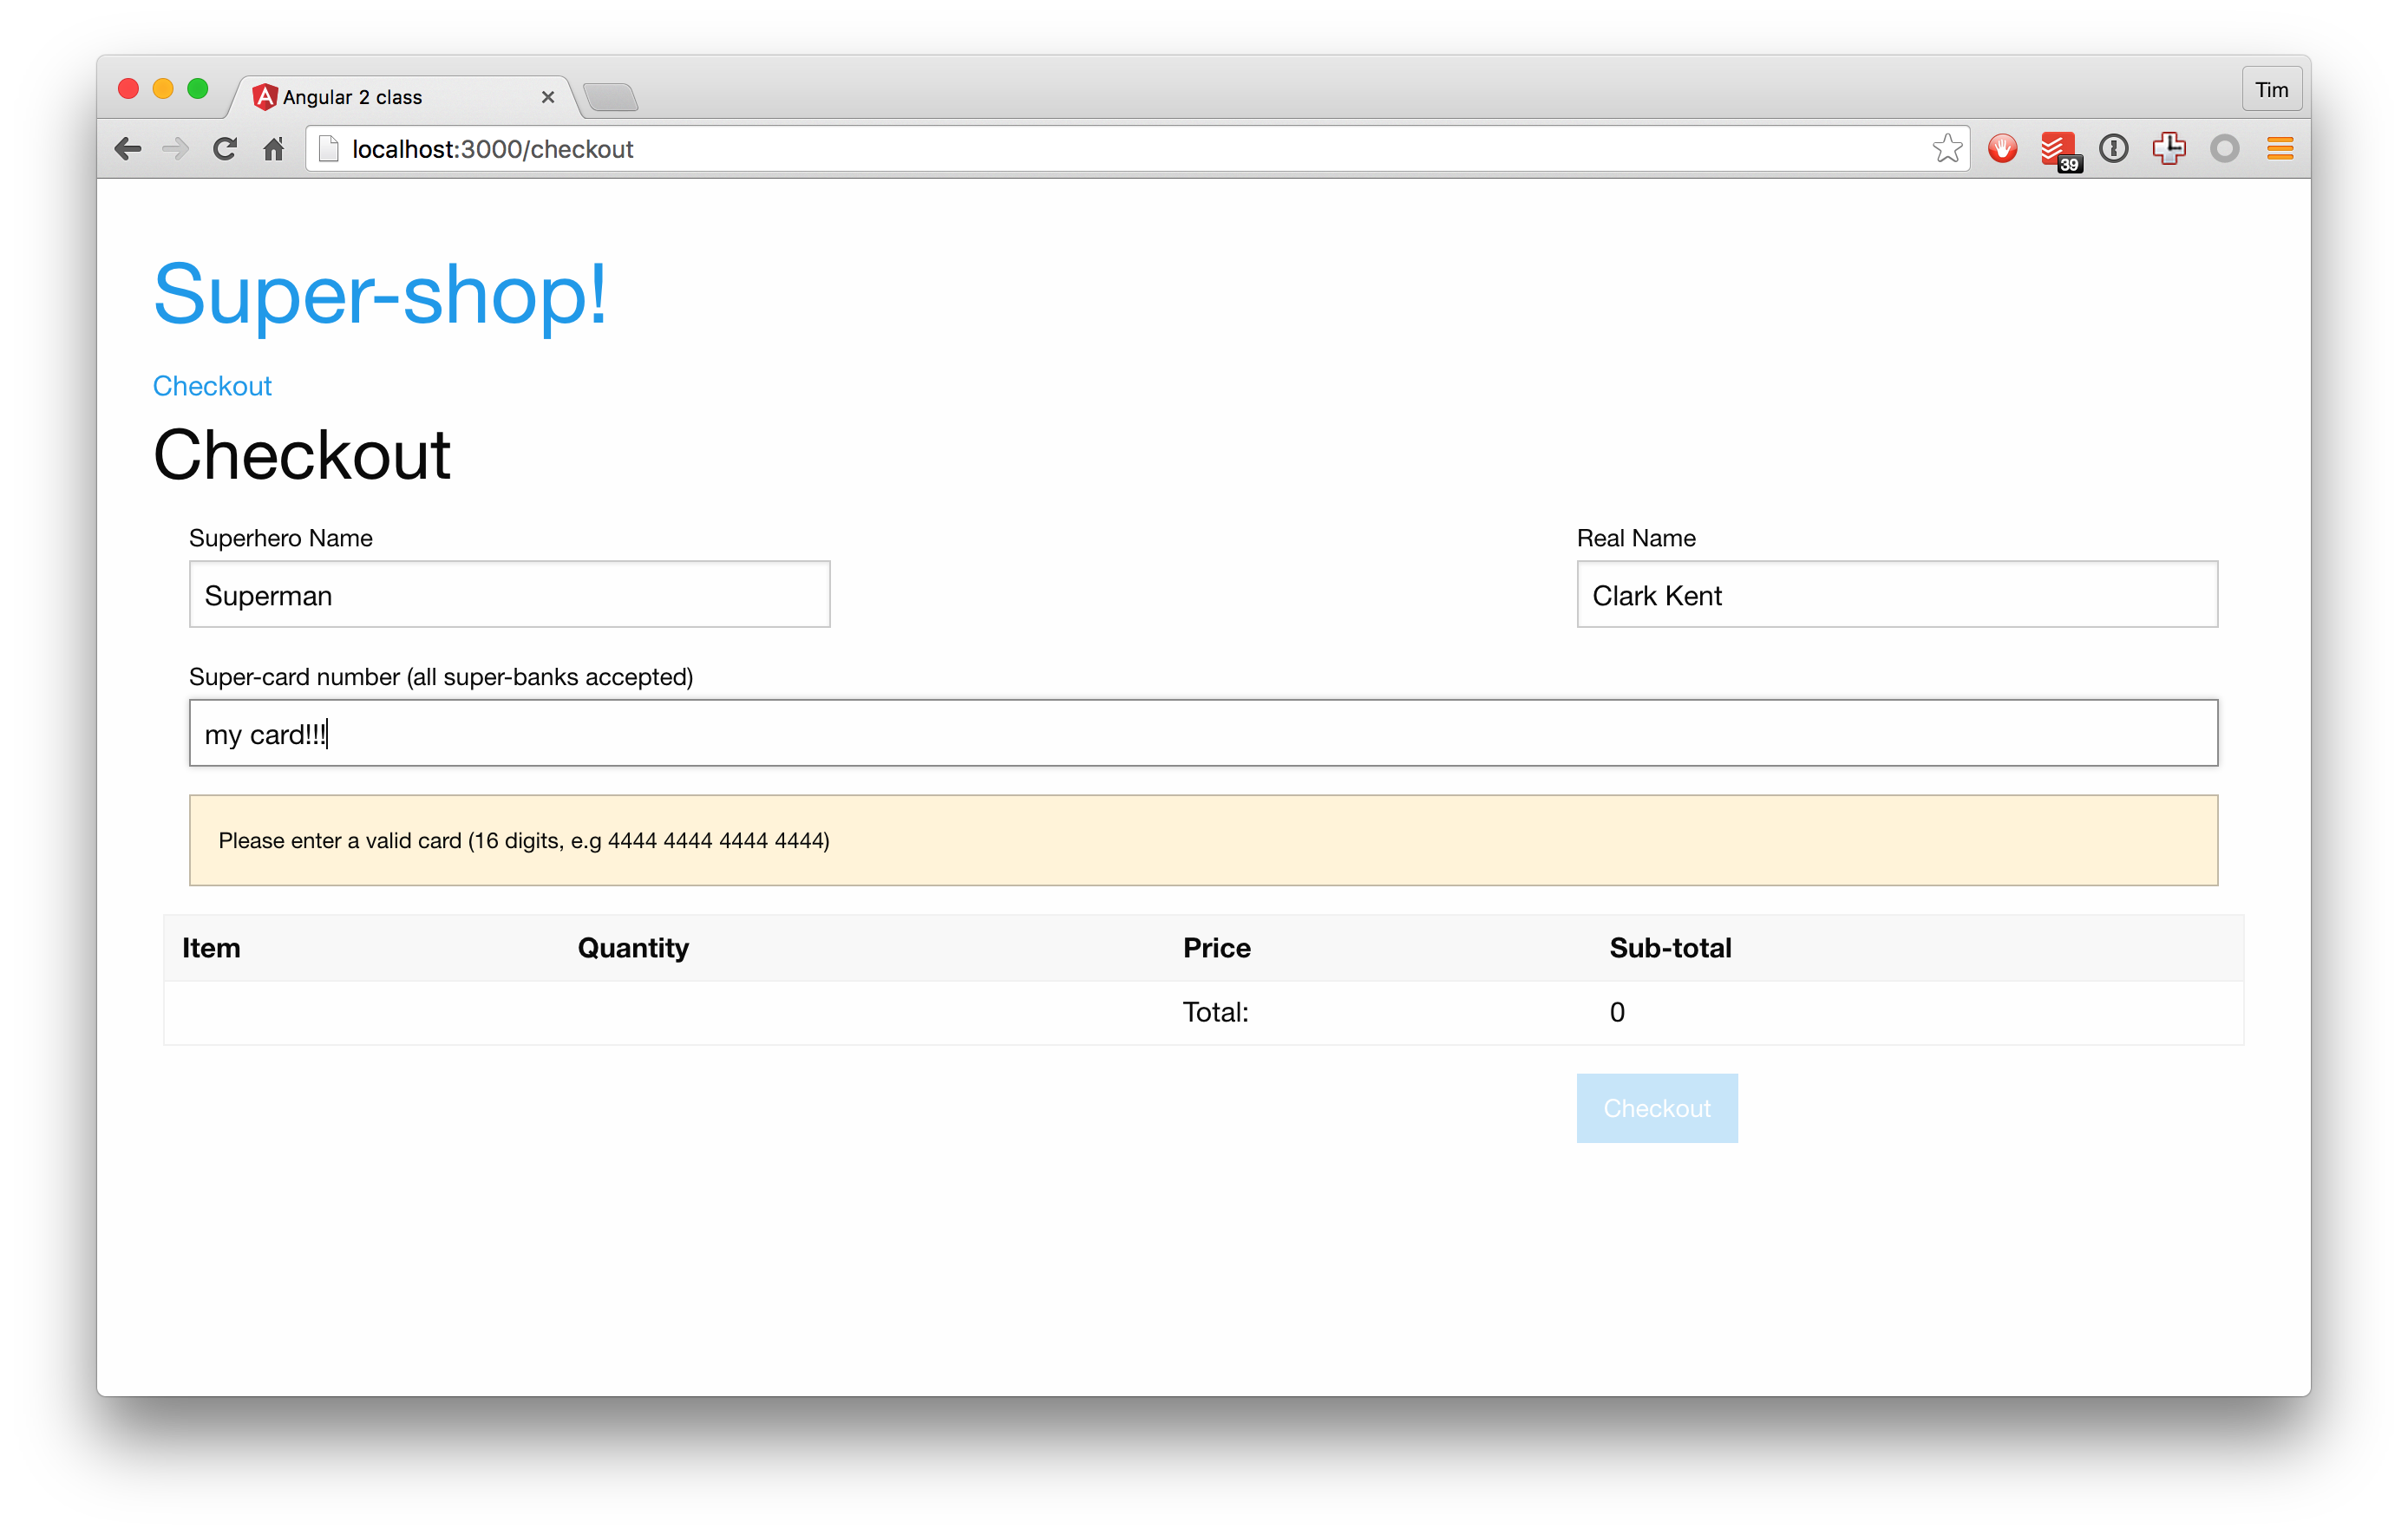 Angular 2 class
Tim
localhost:3000/checkout
39
Super-shop!
Checkout
Checkout
Superhero Name
Real Name
Superman
Clark Kent
Super-card number (all super-banks accepted)
my card!!!
Please enter a valid card (16 digits, e.g 4444 4444 4444 4444)
Item Quantity Price Sub-total
Total: 0
Checkout